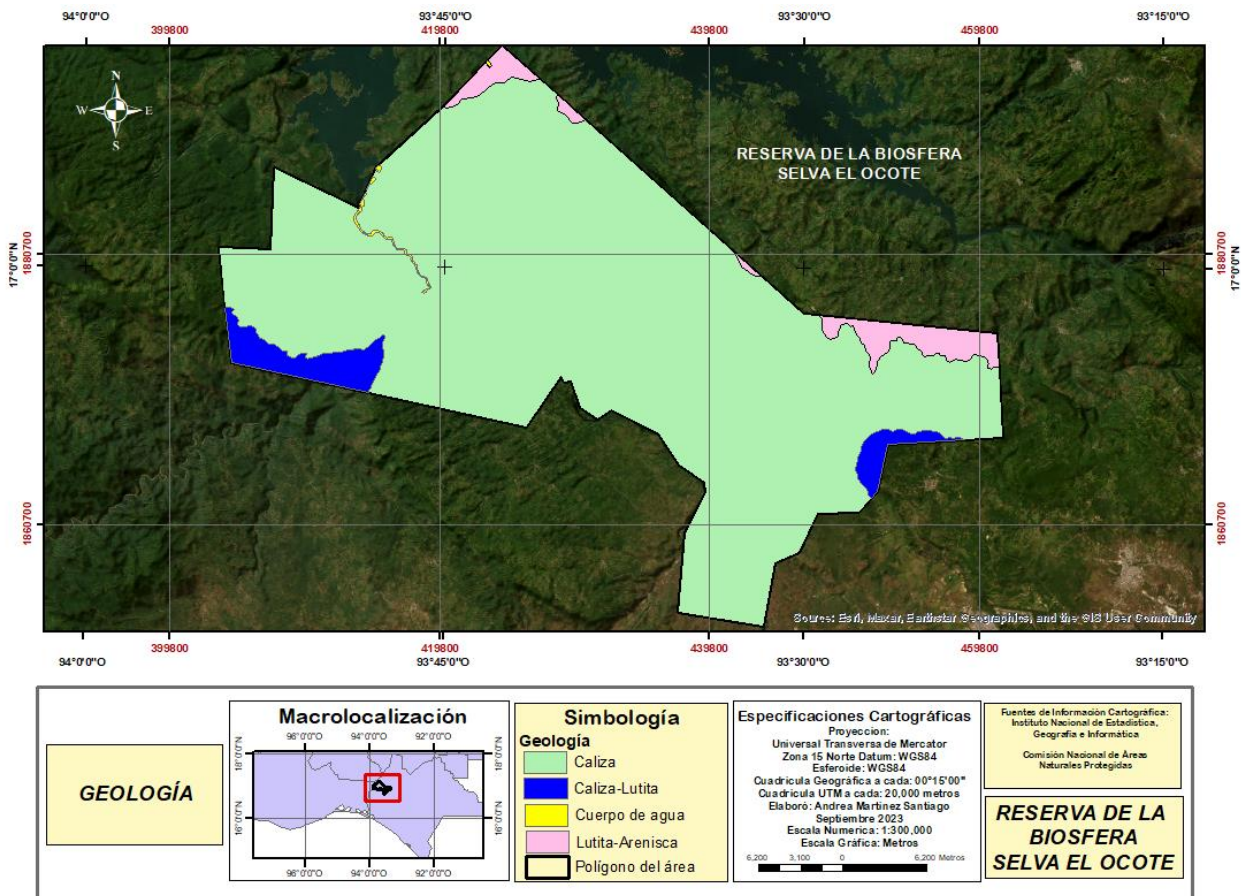 94°0'0"O
93°45'0"O
93°30'0"O
93°15'0"O
399800
419800
439800
459800
N
W
E
S
RESERVA DE LA BIOSFERA
SELVA EL OCOTE
17°0'0"N
1880700
1880700
17°0'0"N
1860700
1860700
Source: Esri, Maxar, Earthstar Geographics, and the GIS User Community
399800
419800
439800
459800
94°0'0"O
93°45'0"O
93°30'0"O
93°15'0"O
GEOLOGÍA
Macrolocalización
96°0'0"O
94°0'0"O
92°0'0"O
18°0'0"N
18°0'0"N
16°0'0"N
16°0'0"N
96°0'0"O
94°0'0"O
92°0'0"O
Simbología
Geología
Caliza
Caliza-Lutita
Cuerpo de agua
Lutita-Arenisca
Polígono del área
Especificaciones Cartográficas
Proyeccion:
Universal Transversa de Mercator
Zona 15 Norte Datum: WGS84
Esferoide: WGS84
Cuadricula Geográfica a cada: 00°15'00"
Cuadricula UTM a cada: 20,000 metros
Elaboró: Andrea Martinez Santiago
Septiembre 2023
Escala Numerica: 1:300,000
Escala Gráfica: Metros
6,200 3,100 0 6,200 Metros
Fuentes de Información Cartográfica:
Instituto Nacional de Estadística,
Geografía e Informática
Comisión Nacional de Áreas
Naturales Protegidas
RESERVA DE LA
BIOSFERA
SELVA EL OCOTE